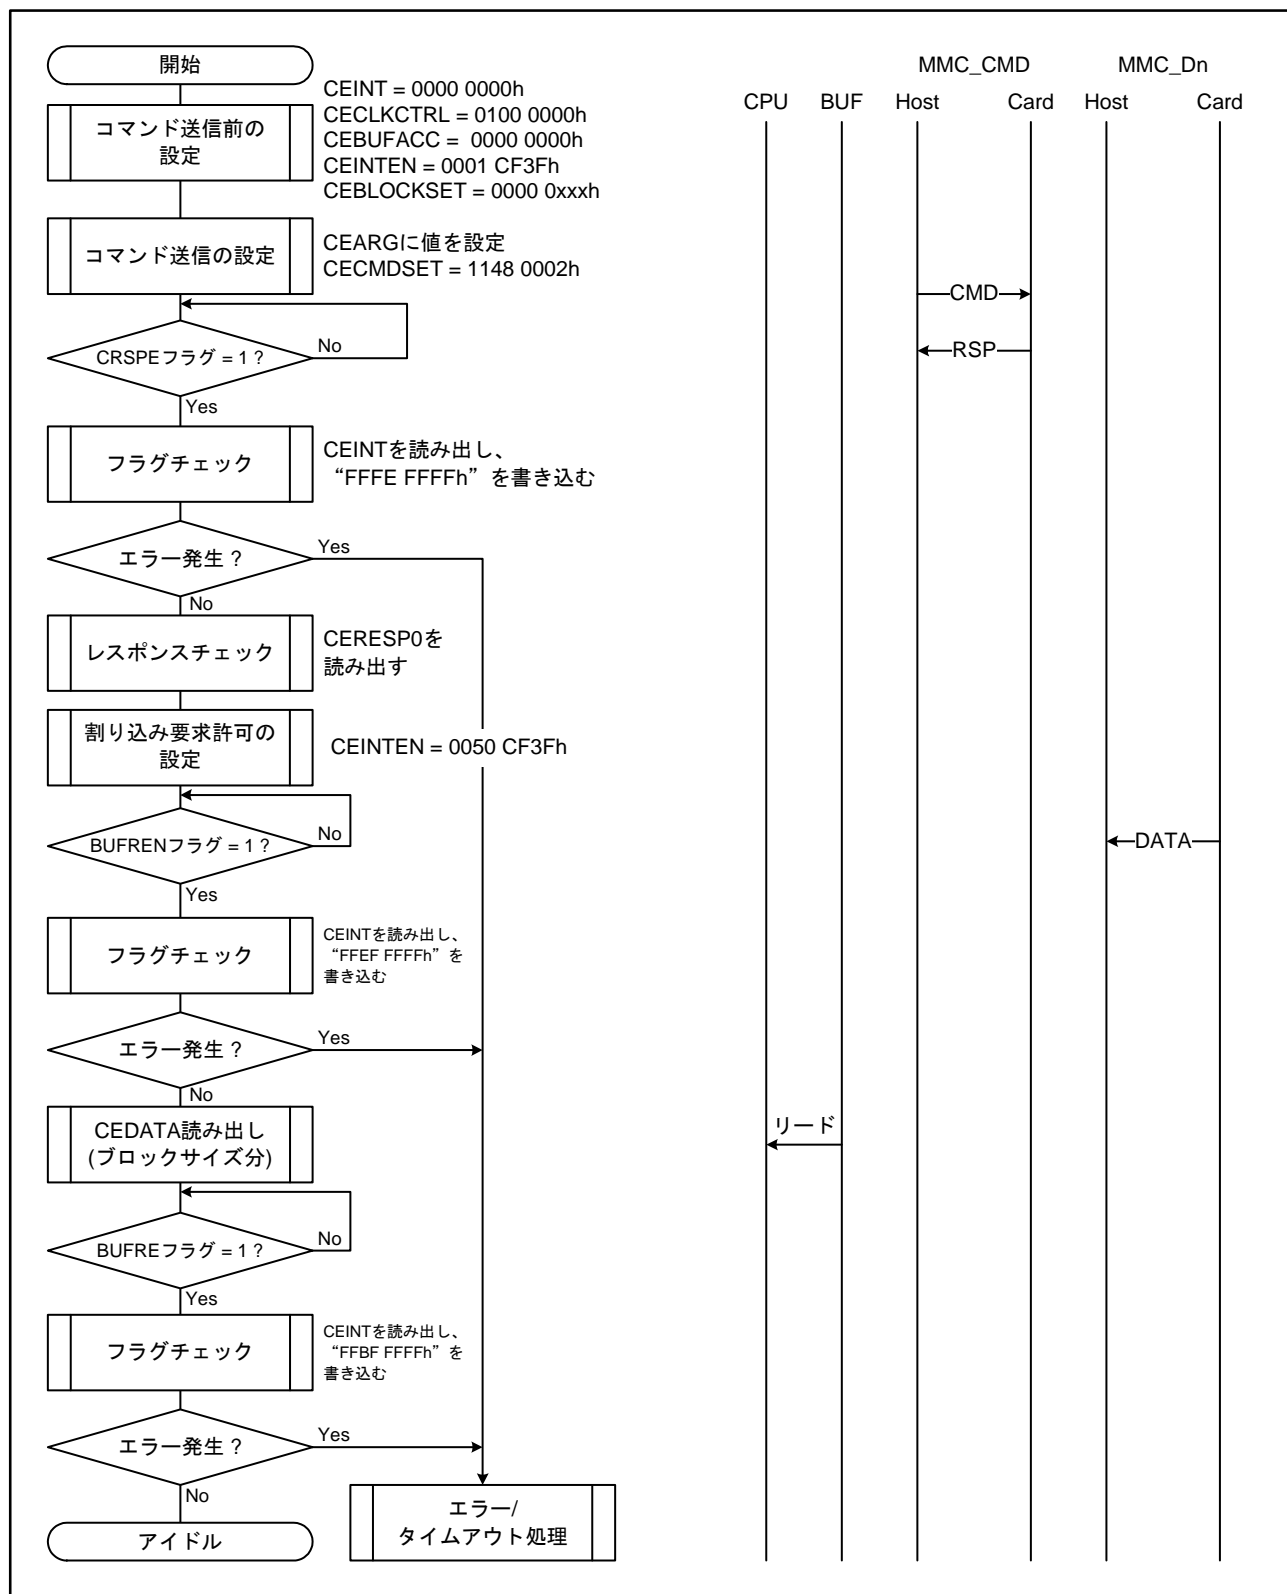 開始
コマンド送信前の
設定
CEINT = 0000 0000h
CECLKCTRL = 0100 0000h
CEBUFACC =  0000 0000h
CEINTEN = 0001 CF3Fh
CEBLOCKSET = 0000 0xxxh
コマンド送信の設定
CEARGに値を設定
CECMDSET = 1148 0002h
CRSPEフラグ = 1 ?
No
Yes
フラグチェック
CEINTを読み出し、
“FFFE FFFFh”を書き込む
エラー発生 ?
Yes
No
レスポンスチェック
CERESP0を
読み出す
割り込み要求許可の
設定
CEINTEN = 0050 CF3Fh
BUFRENフラグ = 1 ?
No
Yes
フラグチェック
CEINTを読み出し、
“FFEF FFFFh”を
書き込む
エラー発生 ?
Yes
No
CEDATA読み出し
(ブロックサイズ分)
BUFREフラグ = 1 ?
No
Yes
フラグチェック
CEINTを読み出し、
“FFBF FFFFh”を
書き込む
エラー発生 ?
Yes
No
アイドル
エラー/
タイムアウト処理
MMC_CMD MMC_Dn
CPU BUF Host Card Host Card
CMD
RSP
DATA
リード